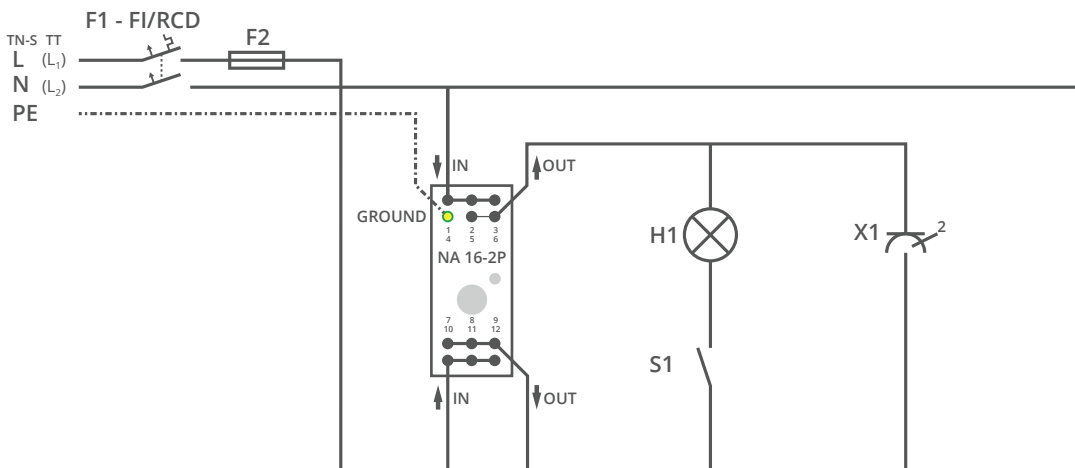 F1 - FI/RCD
F2
TN-S TT
L (L₁)
N (L₂)
PE
IN
OUT
GROUND
1 2 3
4 5 6
NA 16-2P
H1
X1
2
7 8 9
10 11 12
S1
IN
OUT